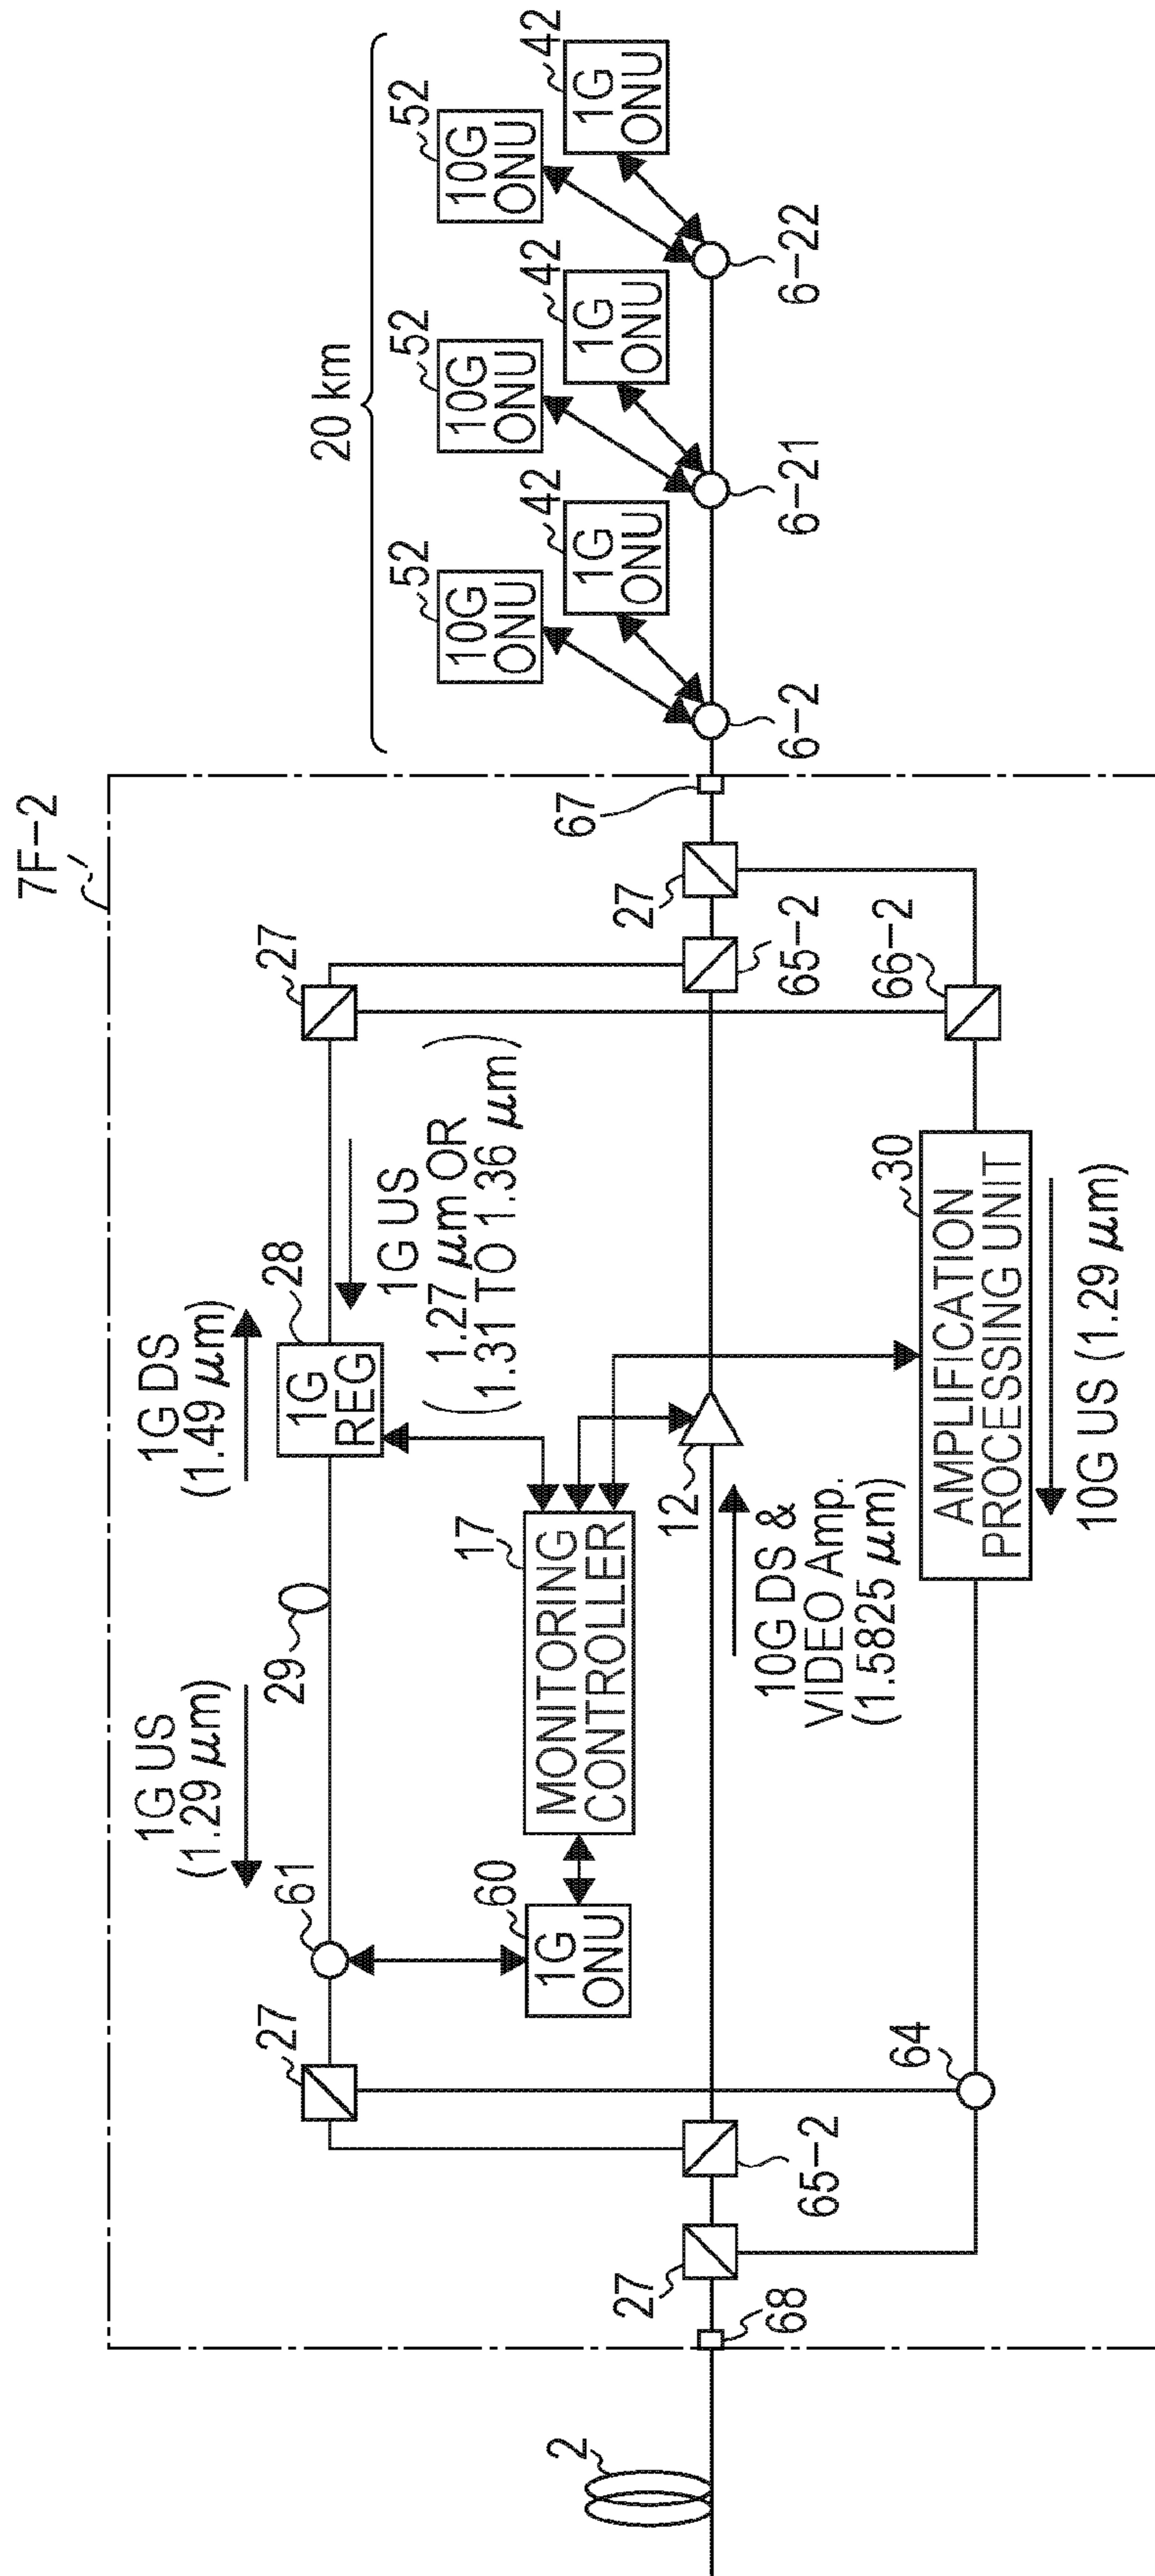 7F-2
20 km
52
10G
ONU
42
1G
ONU
52
10G
ONU
42
1G
ONU
52
10G
ONU
42
1G
ONU
6-2
6-21
6-22
67
68
2
27
27
27
27
65-2
65-2
66-2
64
61
1G US
(1.29 μm)
29
1G DS
(1.49 μm)
28
1G
REG
1G US
(1.27 μm OR
1.31 TO 1.36 μm)
60
1G
ONU
17
MONITORING
CONTROLLER
12
10G DS &
VIDEO Amp.
(1.5825 μm)
30
AMPLIFICATION
PROCESSING UNIT
10G US (1.29 μm)